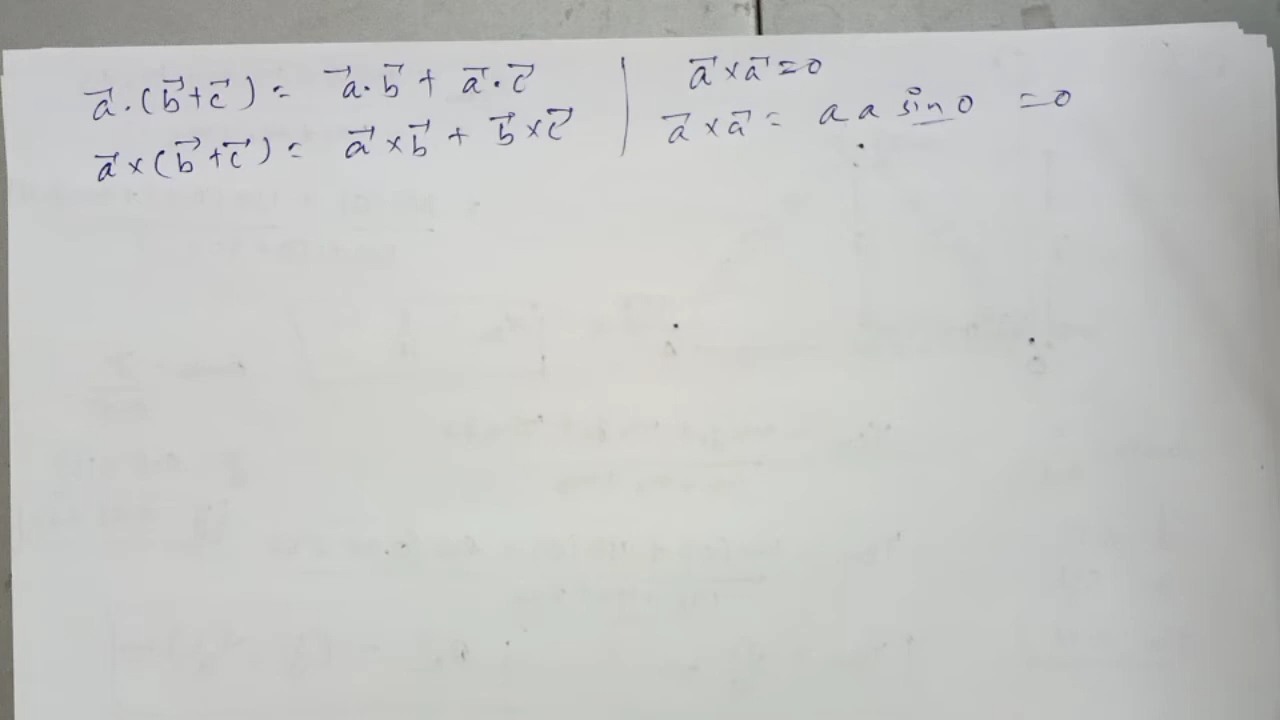 a⃗.(b⃗+c⃗) = a⃗.b⃗ + a⃗.c⃗
a⃗×(b⃗+c⃗) = a⃗×b⃗ + b⃗×c⃗
a⃗×a⃗=0
a⃗×a⃗ = a a sin0 =0